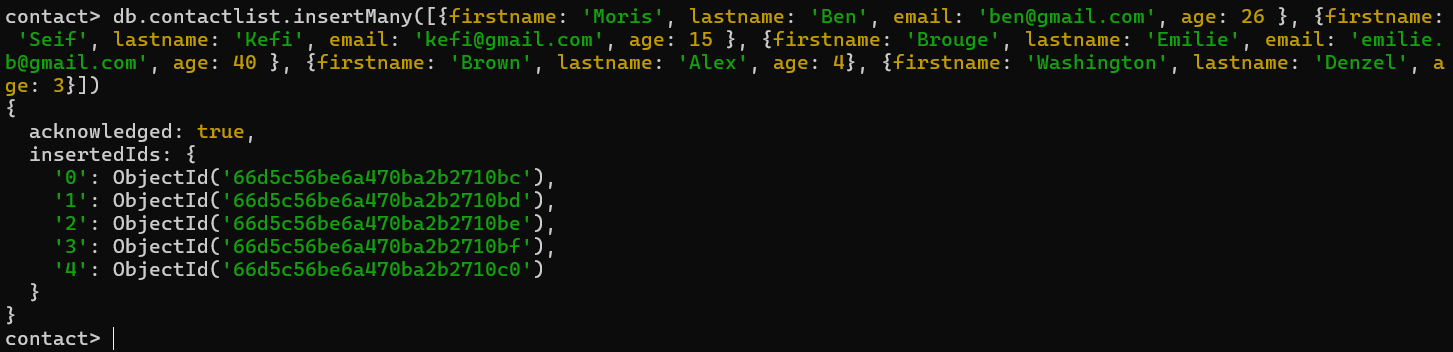 contact> db.contactlist.insertMany([{firstname: 'Moris', lastname: 'Ben', email: 'ben@gmail.com', age: 26 }, {firstname:
 'Seif', lastname: 'Kefi', email: 'kefi@gmail.com', age: 15 }, {firstname: 'Brouge', lastname: 'Emilie', email: 'emilie.
b@gmail.com', age: 40 }, {firstname: 'Brown', lastname: 'Alex', age: 4}, {firstname: 'Washington', lastname: 'Denzel', a
ge: 3}])
{
  acknowledged: true,
  insertedIds: {
    '0': ObjectId('66d5c56be6a470ba2b2710bc'),
    '1': ObjectId('66d5c56be6a470ba2b2710bd'),
    '2': ObjectId('66d5c56be6a470ba2b2710be'),
    '3': ObjectId('66d5c56be6a470ba2b2710bf'),
    '4': ObjectId('66d5c56be6a470ba2b2710c0')
  }
}
contact>